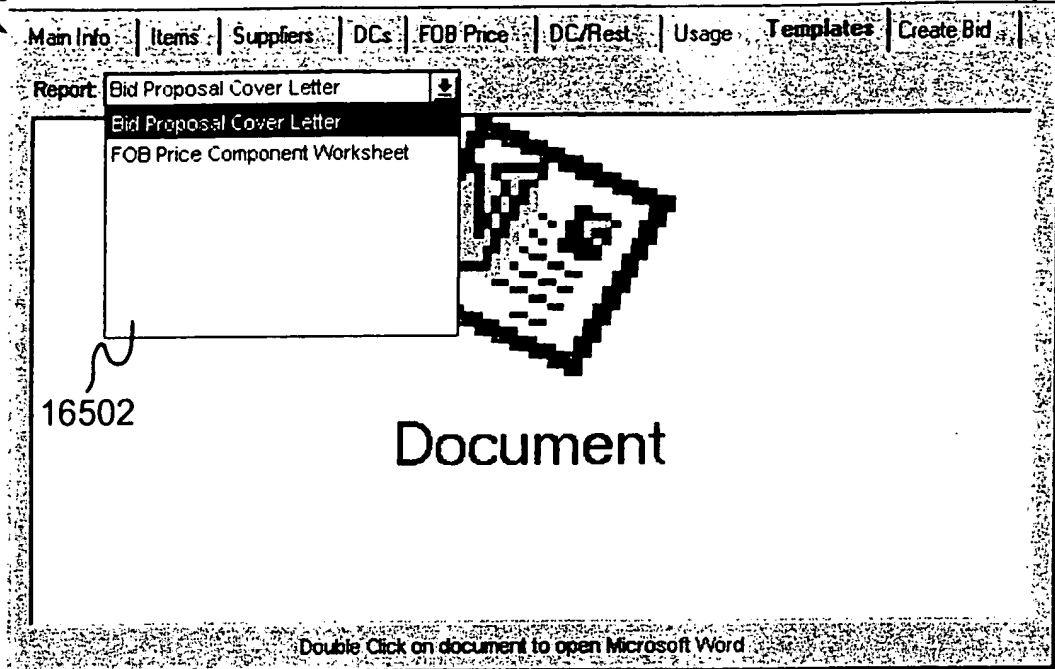 Main Info Items Suppliers DCs FOB Price DC/Rest. Usage Templates Create Bid
Report: Bid Proposal Cover Letter
Bid Proposal Cover Letter
FOB Price Component Worksheet
16502
Document
Double Click on document to open Microsoft Word